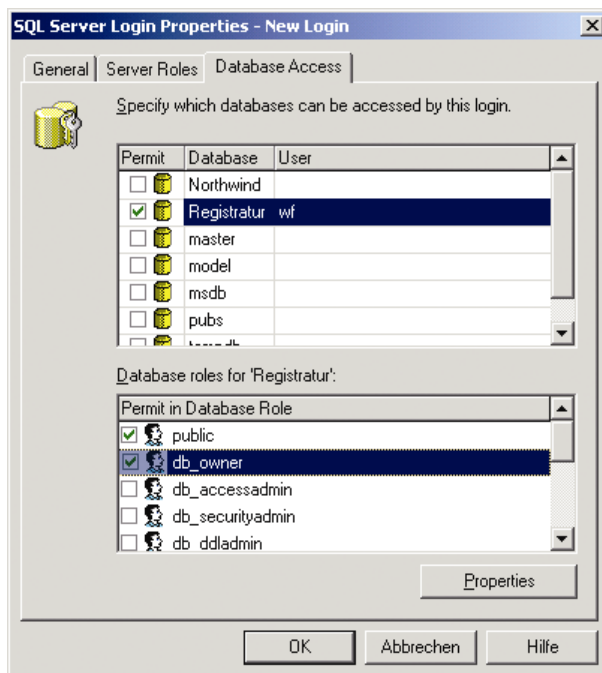 SQL Server Login Properties - New Login
General Server Roles Database Access
Specify which databases can be accessed by this login.
Permit Database User
Northwind
Registratur wf
master
model
msdb
pubs
tempdb
Database roles for 'Registratur':
Permit in Database Role
public
db_owner
db_accessadmin
db_securityadmin
db_ddladmin
Properties
OK Abbrechen Hilfe